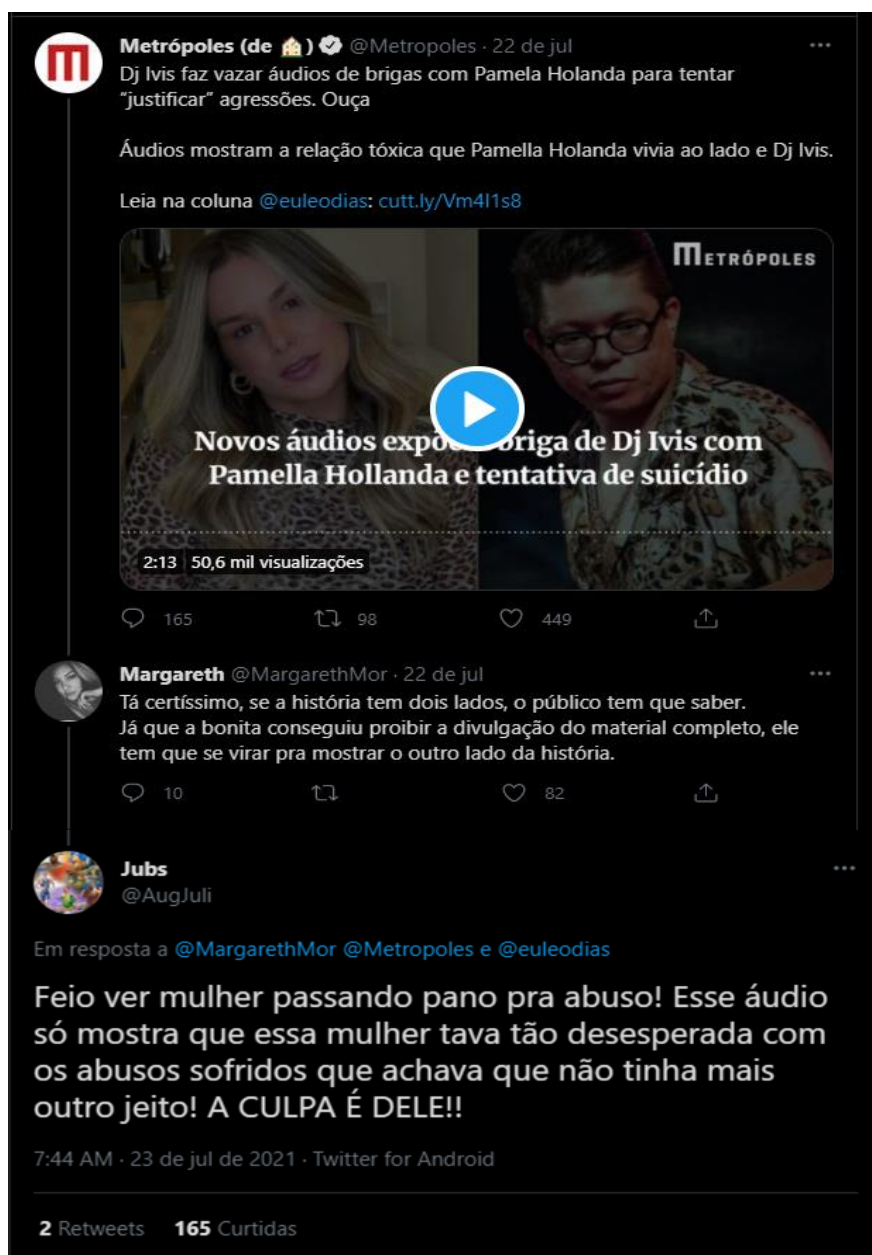 Metrópoles (de 🏠) @Metropoles · 22 de jul
Dj Ivis faz vazar áudios de brigas com Pamela Holanda para tentar
“justificar” agressões. Ouça
Áudios mostram a relação tóxica que Pamella Holanda vivia ao lado e Dj Ivis.
Leia na coluna @euleodias: cutt.ly/Vm4I1s8
METRÓPOLES
Novos áudios briga de Dj Ivis com
Pamella Hollanda e tentativa de suicídio
2:13 50,6 mil visualizações
165 98 449
Margareth @MargarethMor · 22 de jul
Tá certíssimo, se a história tem dois lados, o público tem que saber.
Já que a bonita conseguiu proibir a divulgação do material completo, ele
tem que se virar pra mostrar o outro lado da história.
10 82
Jubs
@AugJuli
Em resposta a @MargarethMor @Metropoles e @euleodias
Feio ver mulher passando pano pra abuso! Esse áudio
só mostra que essa mulher tava tão desesperada com
os abusos sofridos que achava que não tinha mais
outro jeito! A CULPA É DELE!!
7:44 AM · 23 de jul de 2021 · Twitter for Android
2 Retweets 165 Curtidas